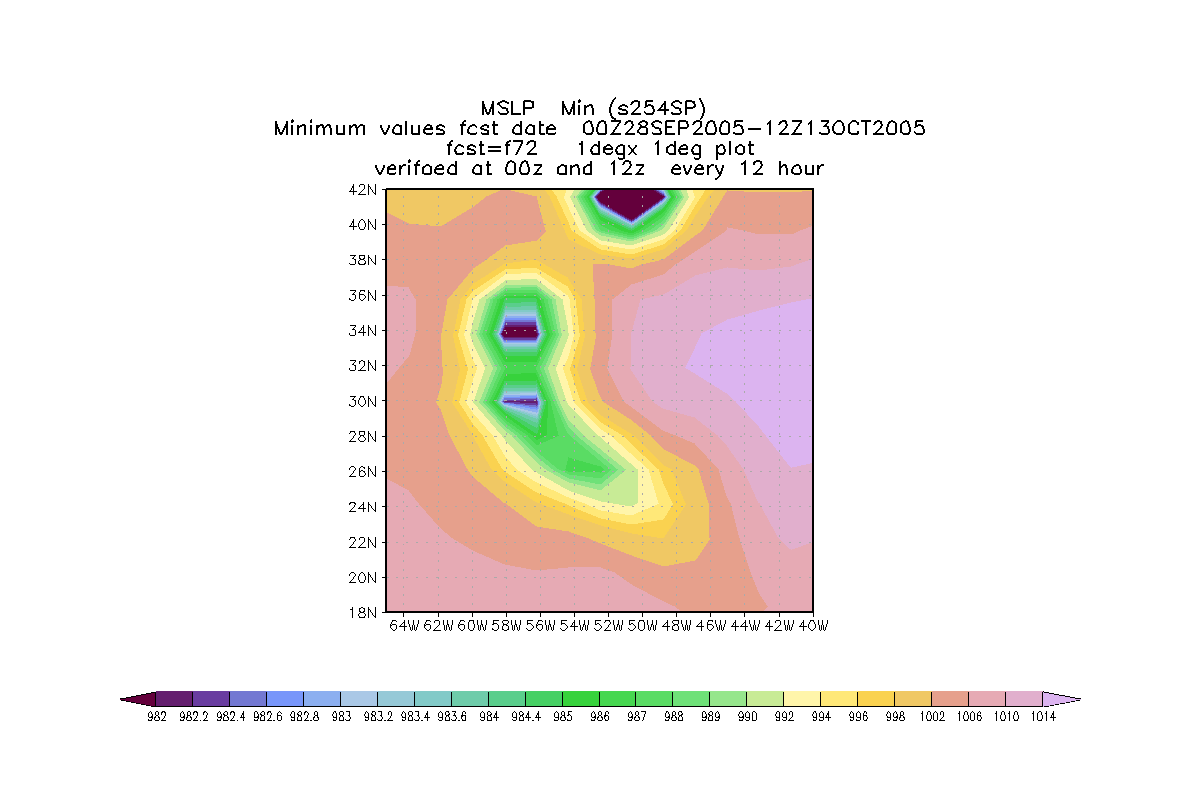 MSLP Min (s254SP)
Minimum values fcst date 00Z28SEP2005-12Z13OCT2005
fcst=f72 1degx 1deg plot
verifaed at 00z and 12z every 12 hour
42N
40N
38N
36N
34N
32N
30N
28N
26N
24N
22N
20N
18N
64W 62W 60W 58W 56W 54W 52W 50W 48W 46W 44W 42W 40W
982 982.2 982.4 982.6 982.8 983 983.2 983.4 983.6 984 984.4 985 986 987 988 989 990 992 994 996 998 1002 1006 1010 1014